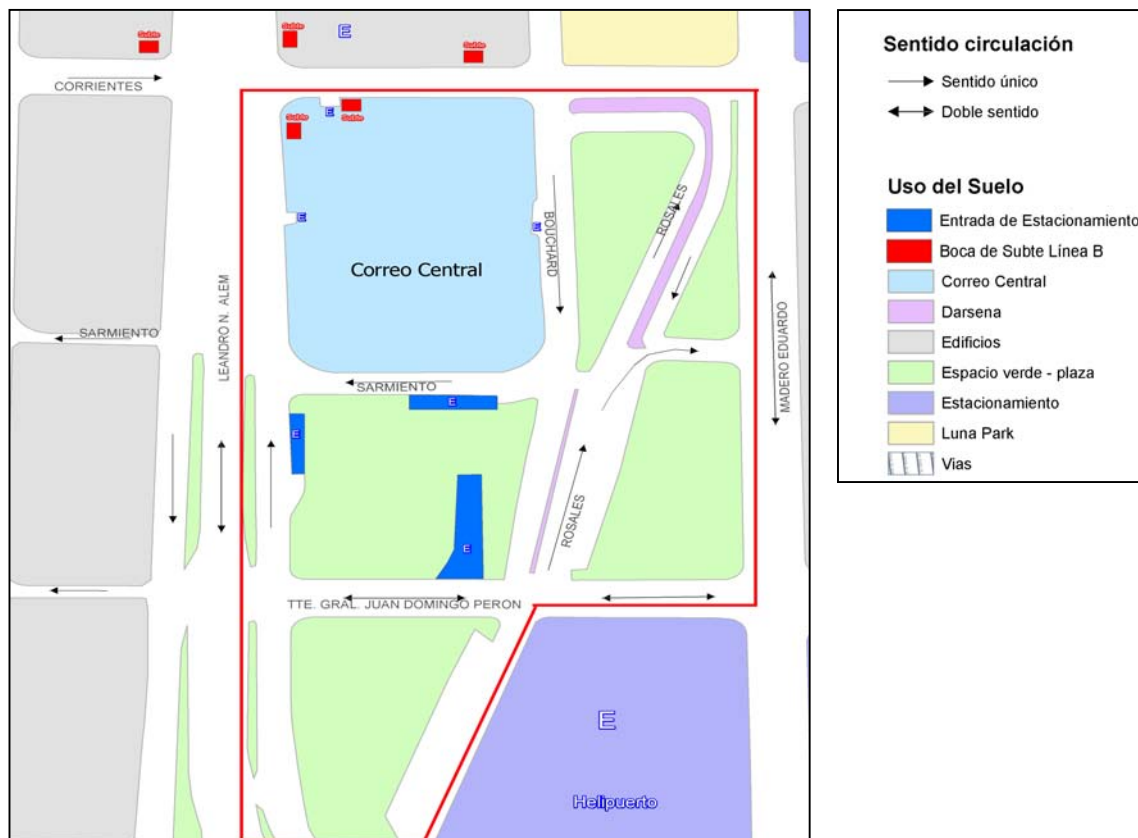 Subte
Subte
E
Subte
CORRIENTES
Subte
E
Subte
E
E
BOUCHARD
ROSALES
Correo Central
LEANDRO N. ALEM
SARMIENTO
MADERO EDUARDO
SARMIENTO
E
E
E
ROSALES
TTE. GRAL. JUAN DOMINGO PERON
E
Helipuerto
Sentido circulación
Sentido único
Doble sentido
Uso del Suelo
Entrada de Estacionamiento
Boca de Subte Línea B
Correo Central
Darsena
Edificios
Espacio verde - plaza
Estacionamiento
Luna Park
Vias